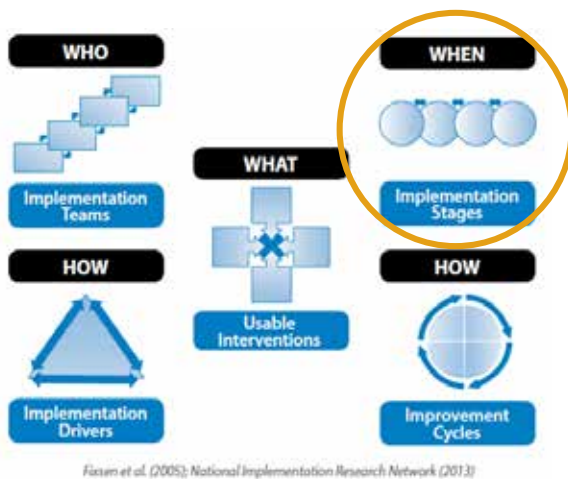 WHO
Implementation
Teams
WHAT
Usable
Interventions
WHEN
Implementation
Stages
HOW
Implementation
Drivers
HOW
Improvement
Cycles
Fixsen et al. (2005); National Implementation Research Network (2013)